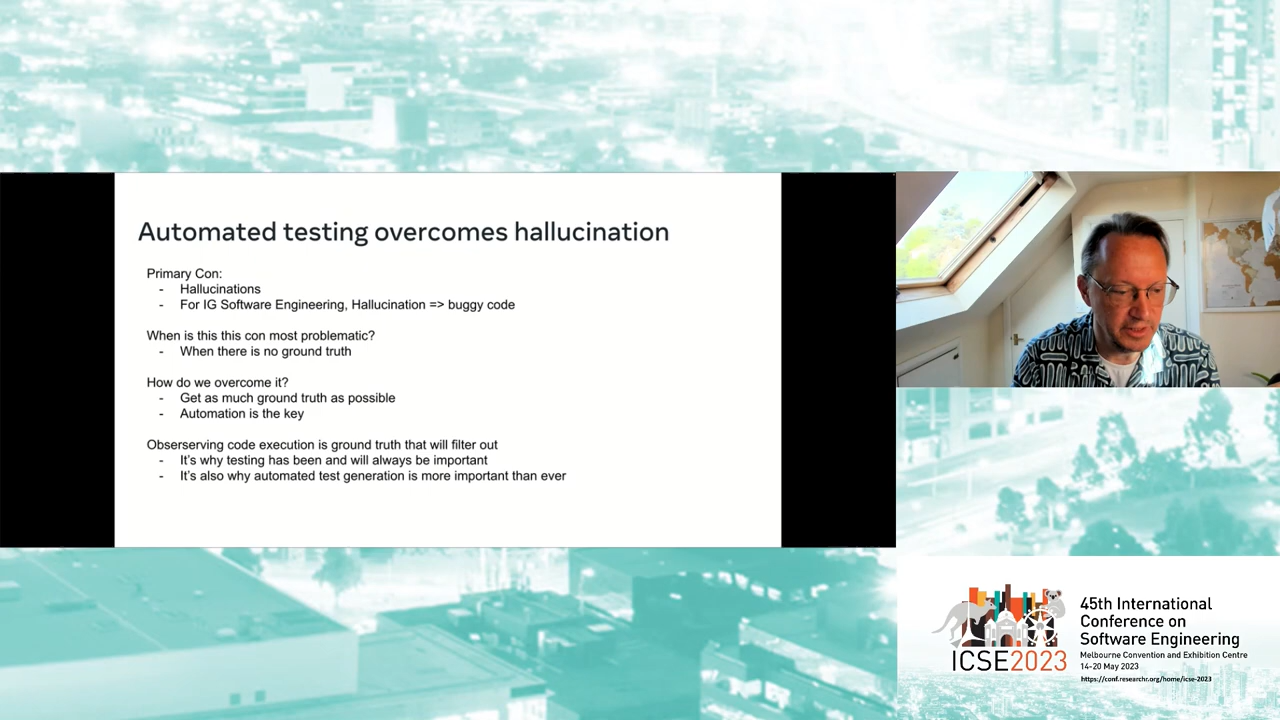 Automated testing overcomes hallucination
Primary Con:
- Hallucinations
- For IG Software Engineering, Hallucination => buggy code
When is this this con most problematic?
- When there is no ground truth
How do we overcome it?
- Get as much ground truth as possible
- Automation is the key
Obserserving code execution is ground truth that will filter out
- It's why testing has been and will always be important
- It's also why automated test generation is more important than ever
ICSE2023
45th International
Conference on
Software Engineering
Melbourne Convention and Exhibition Centre
14-20 May 2023
https://conf.researchr.org/home/icse-2023